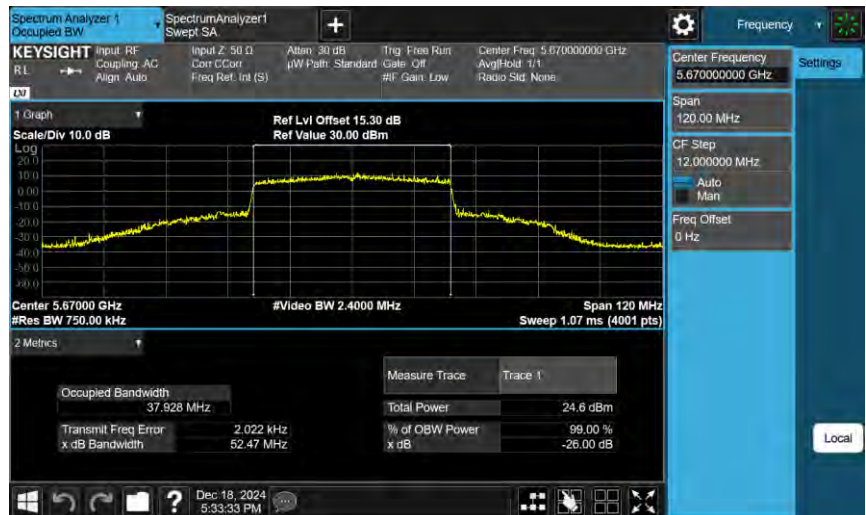 Spectrum Analyzer 1
Occupied BW
SpectrumAnalyzer1
Swept SA
Frequency
KEYSIGHT
RL
Input: RF
Coupling: AC
Align: Auto
Input Z: 50 Ω
Corr CCorr
Freq Ref: Int (S)
Atten: 30 dB
µW Path: Standard
Trig: Free Run
Gate: Off
#IF Gain: Low
Center Freq: 5.670000000 GHz
Avg|Hold: 1/1
Radio Std: None
LXI
Center Frequency
5.670000000 GHz
Settings
Span
120.00 MHz
CF Step
12.000000 MHz
Auto
Man
Freq Offset
0 Hz
1 Graph
Scale/Div 10.0 dB
Ref Lvl Offset 15.30 dB
Ref Value 30.00 dBm
Log
20.0
10.0
0.00
-10.0
-20.0
-30.0
-40.0
-50.0
-60.0
Center 5.67000 GHz
#Video BW 2.4000 MHz
Span 120 MHz
#Res BW 750.00 kHz
Sweep 1.07 ms (4001 pts)
2 Metrics
Measure Trace
Trace 1
Occupied Bandwidth
37.928 MHz
Total Power
24.6 dBm
Transmit Freq Error
2.022 kHz
% of OBW Power
99.00 %
x dB Bandwidth
52.47 MHz
x dB
-26.00 dB
Local
?
Dec 18, 2024
5:33:33 PM